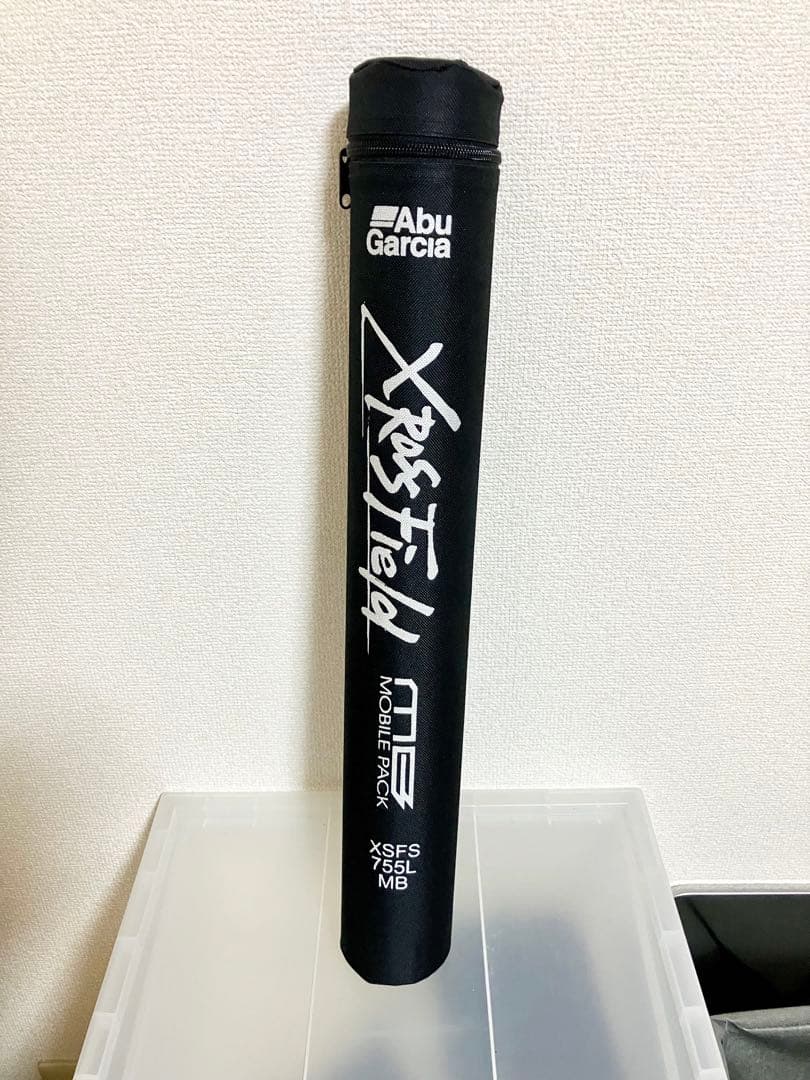 Abu
Garcia
XRossField
MB
MOBILE PACK
XSFS
755L
MB